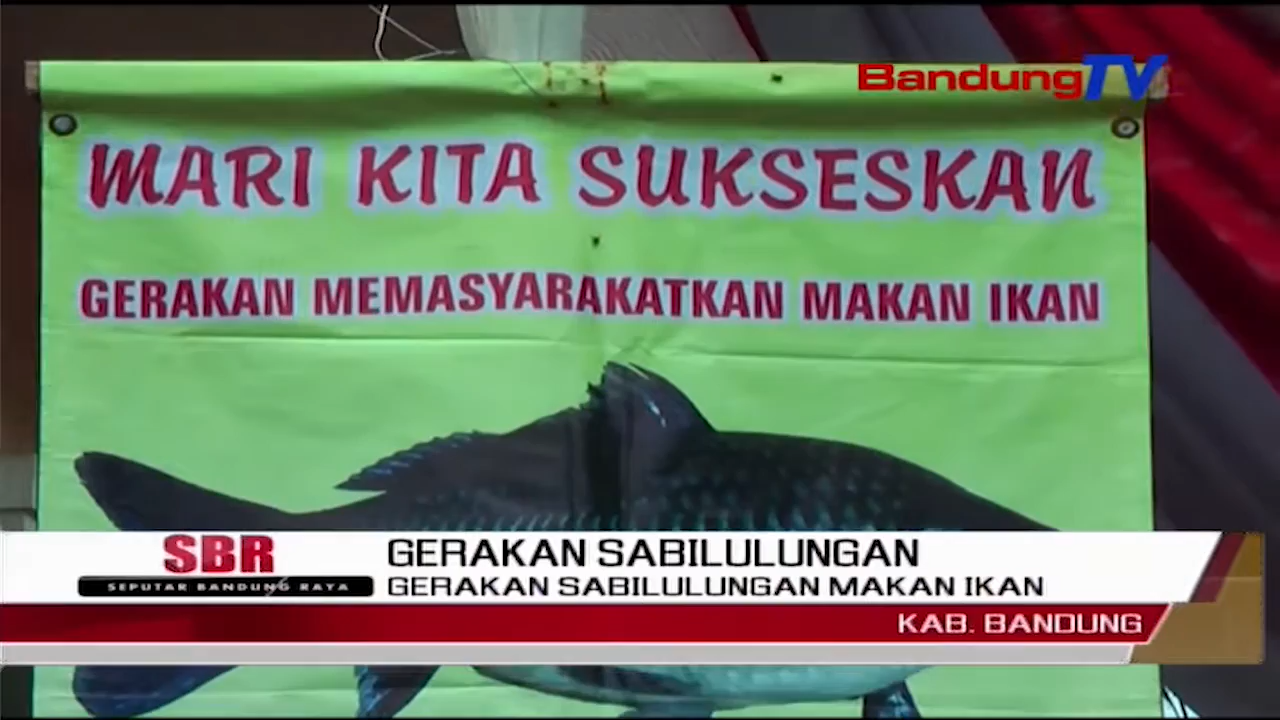 BandungTV
MARI KITA SUKSESKAN
GERAKAN MEMASYARAKATKAN MAKAN IKAN
SBR
SEPUTAR BANDUNG RAYA
GERAKAN SABILULUNGAN
GERAKAN SABILULUNGAN MAKAN IKAN
KAB. BANDUNG